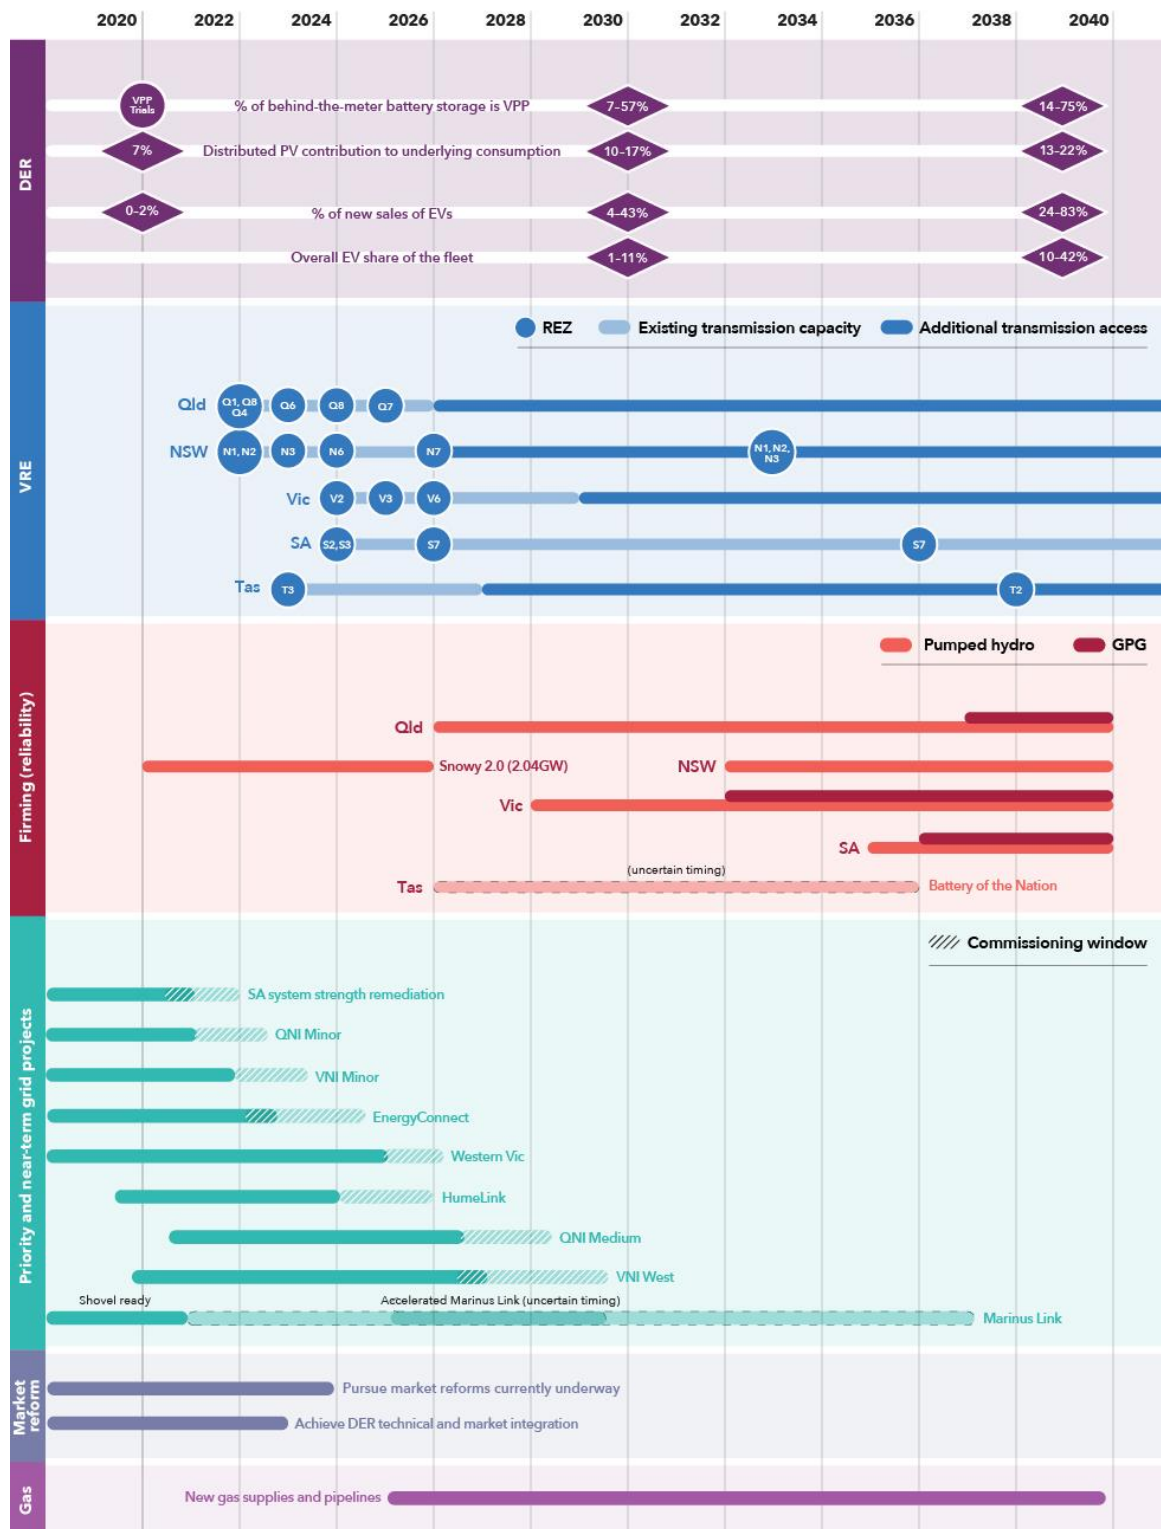 2020 2022 2024 2026 2028 2030 2032 2034 2036 2038 2040
DER
VPP
Trials
% of behind-the-meter battery storage is VPP
7–57%
14–75%
7%
Distributed PV contribution to underlying consumption
10–17%
13–22%
0–2%
% of new sales of EVs
4–43%
24–83%
Overall EV share of the fleet
1–11%
10–42%
VRE
REZ Existing transmission capacity Additional transmission access
Qld
Q1, Q8
Q4
Q6
Q8
Q7
NSW
N1, N2
N3
N6
N7
N1, N2,
N3
Vic
V2
V3
V6
SA
S2, S3
S7
S7
Tas
T3
T2
Firming (reliability)
Pumped hydro GPG
Qld
Snowy 2.0 (2.04GW)
NSW
Vic
SA
(uncertain timing)
Tas
Battery of the Nation
Priority and near-term grid projects
Commissioning window
SA system strength remediation
QNI Minor
VNI Minor
EnergyConnect
Western Vic
HumeLink
QNI Medium
VNI West
Shovel ready
Accelerated Marinus Link (uncertain timing)
Marinus Link
Market
reform
Pursue market reforms currently underway
Achieve DER technical and market integration
Gas
New gas supplies and pipelines